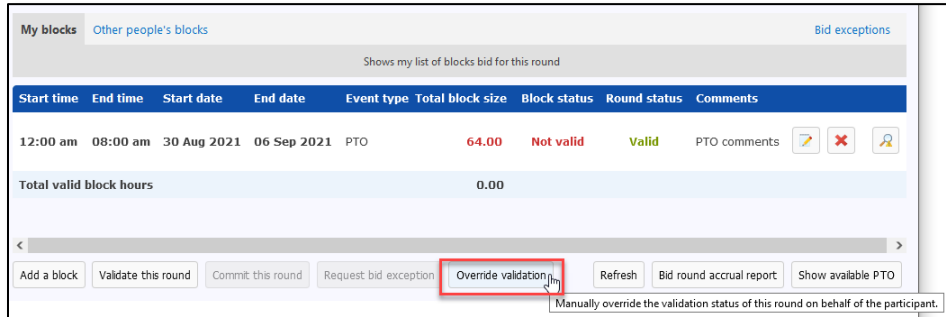 My blocks Other people's blocks Bid exceptions
Shows my list of blocks bid for this round
Start time End time Start date End date Event type Total block size Block status Round status Comments
12:00 am 08:00 am 30 Aug 2021 06 Sep 2021 PTO 64.00 Not valid Valid PTO comments
Total valid block hours 0.00
Add a block Validate this round Commit this round Request bid exception Override validation Refresh Bid round accrual report Show available PTO
Manually override the validation status of this round on behalf of the participant.